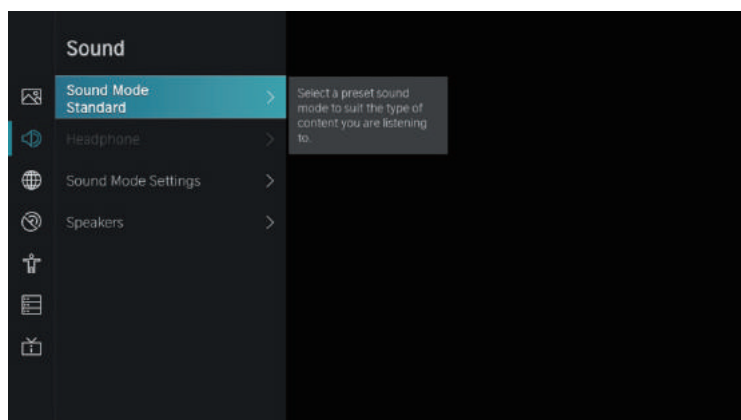 Sound
Sound Mode
Standard
Select a preset sound
mode to suit the type of
content you are listening
to.
Headphone
Sound Mode Settings
Speakers